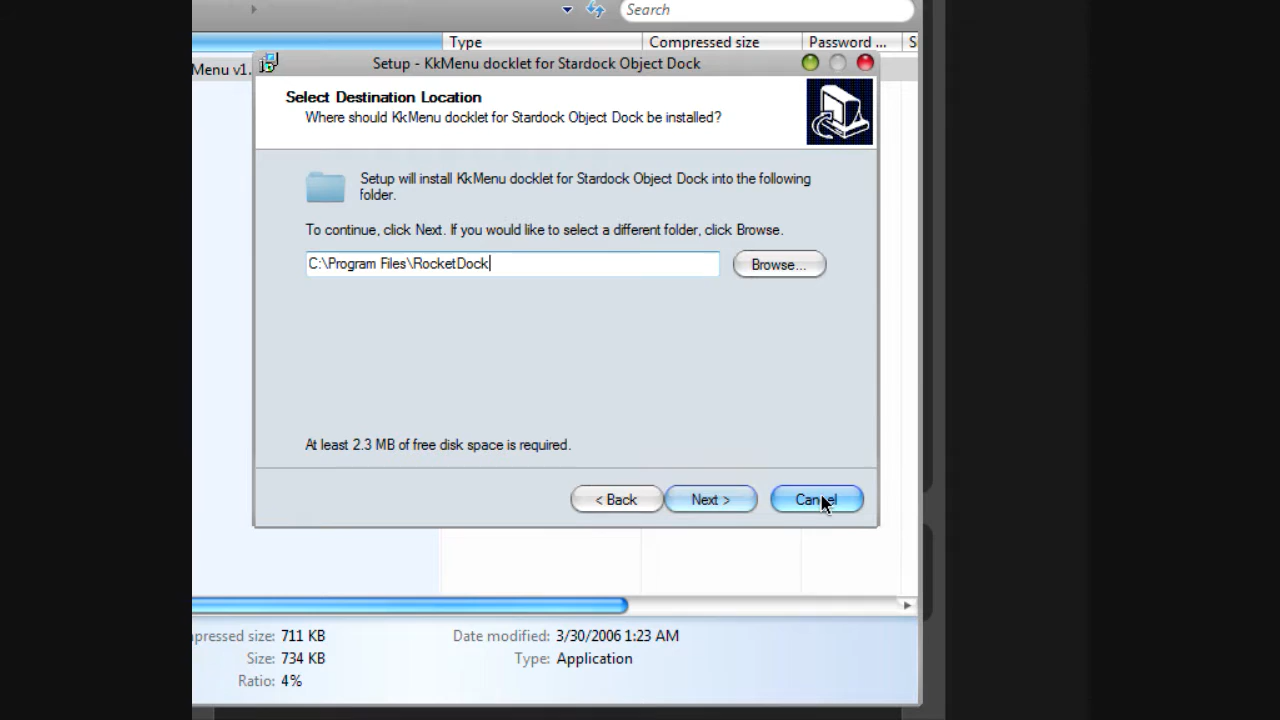 Search
Type
Compressed size
Password ...
S
Menu v1.
Setup - KkMenu docklet for Stardock Object Dock
Select Destination Location
Where should KkMenu docklet for Stardock Object Dock be installed?
Setup will install KkMenu docklet for Stardock Object Dock into the following
folder.
To continue, click Next. If you would like to select a different folder, click Browse.
C:\Program Files\RocketDock
Browse...
At least 2.3 MB of free disk space is required.
< Back
Next >
Cancel
pressed size: 711 KB
Date modified: 3/30/2006 1:23 AM
Size: 734 KB
Type: Application
Ratio: 4%